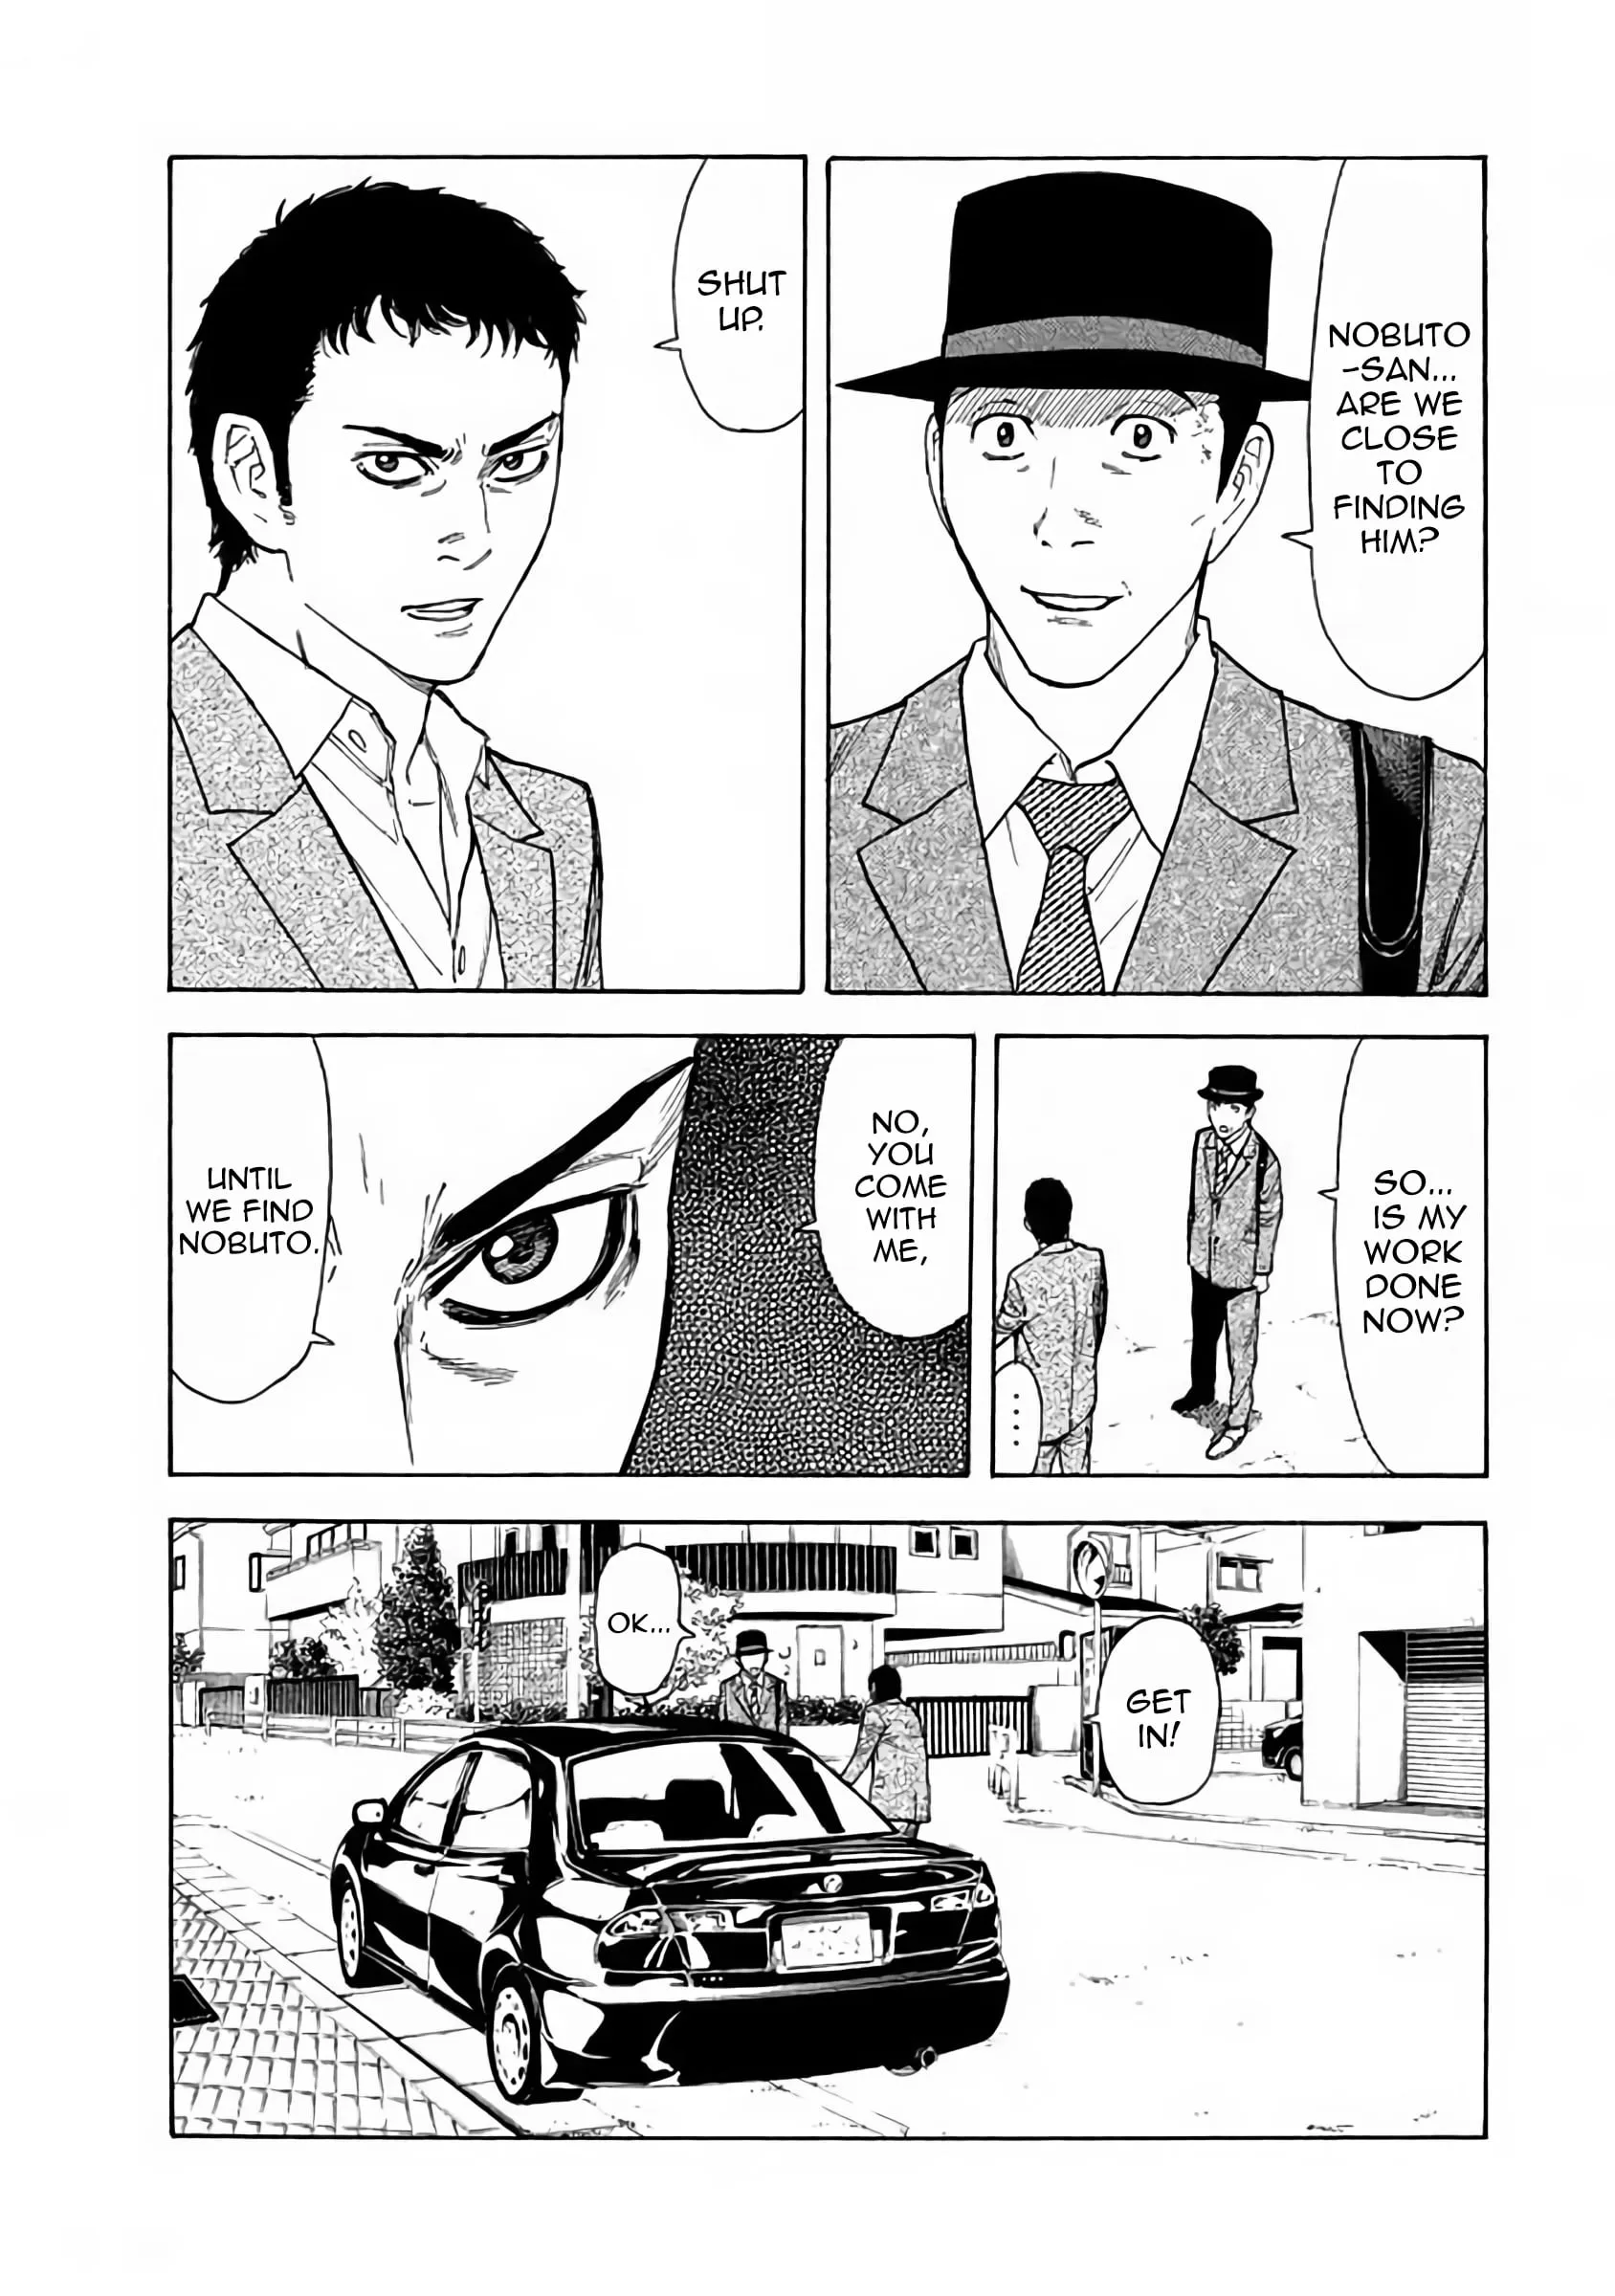 NOBUTO
-SAN...
ARE WE
CLOSE
TO
FINDING
HIM?
SHUT
UP.
SO...
IS MY
WORK
DONE
NOW?
....
NO,
YOU
COME
WITH
ME,
UNTIL
WE FIND
NOBUTO.
GET
IN!
OK...